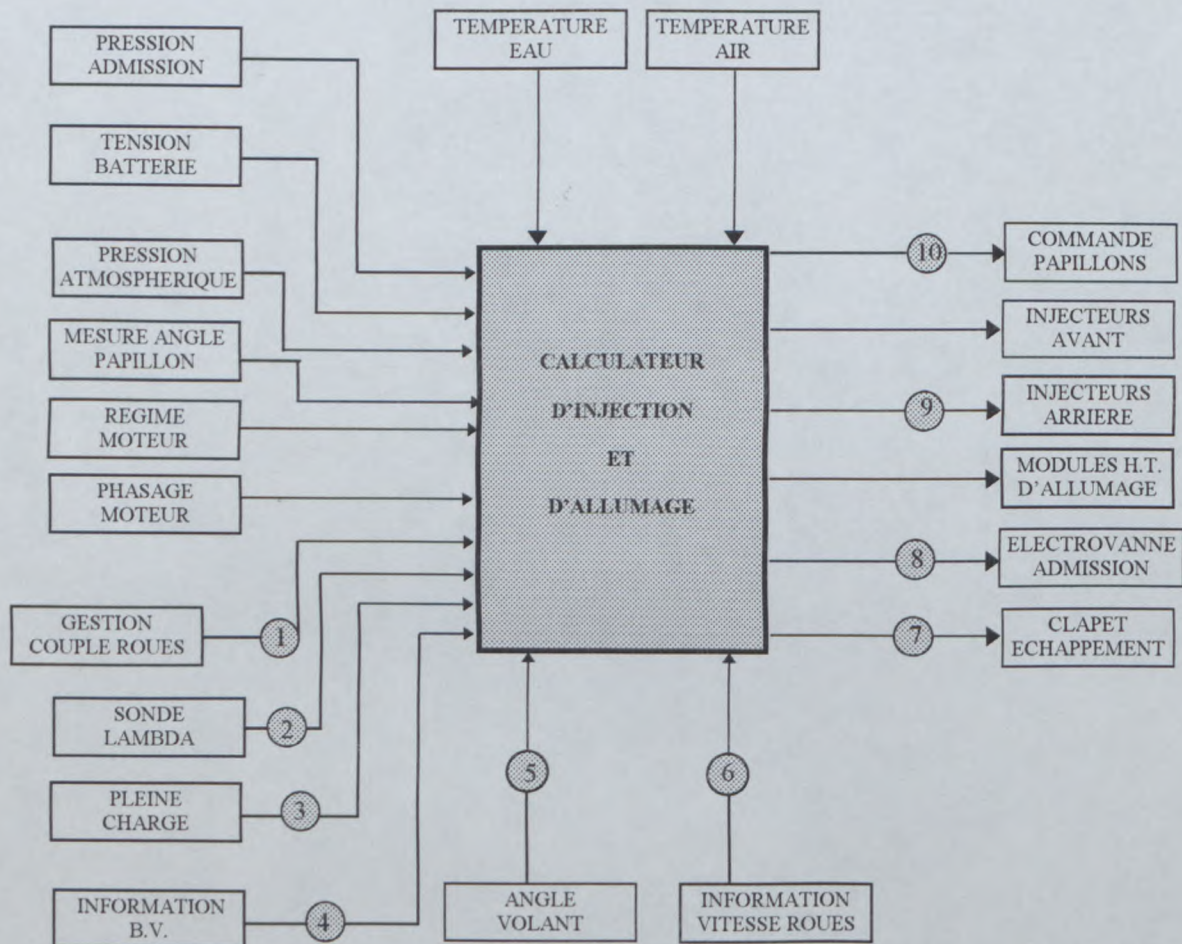 TEMPERATURE
EAU
TEMPERATURE
AIR
PRESSION
ADMISSION
TENSION
BATTERIE
PRESSION
ATMOSPHERIQUE
MESURE ANGLE
PAPILLON
REGIME
MOTEUR
PHASAGE
MOTEUR
GESTION
COUPLE ROUES
1
SONDE
LAMBDA
2
PLEINE
CHARGE
3
INFORMATION
B.V.
4
CALCULATEUR
D'INJECTION
ET
D'ALLUMAGE
5
ANGLE
VOLANT
6
INFORMATION
VITESSE ROUES
10
COMMANDE
PAPILLONS
INJECTEURS
AVANT
9
INJECTEURS
ARRIERE
MODULES H.T.
D'ALLUMAGE
8
ELECTROVANNE
ADMISSION
7
CLAPET
ECHAPPEMENT